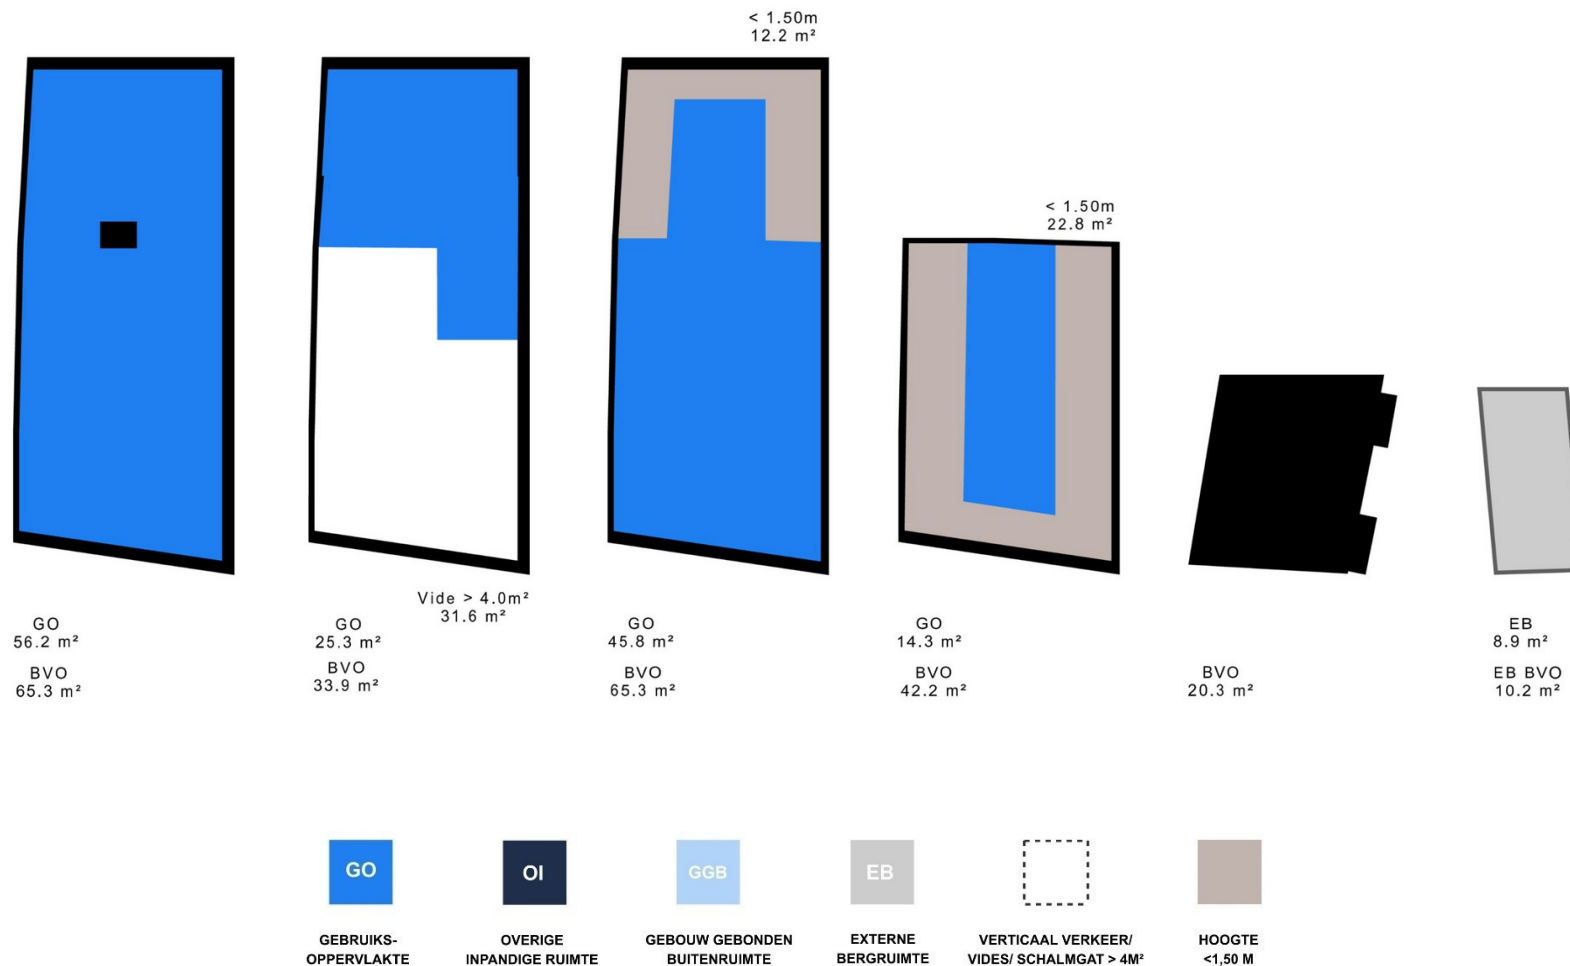 < 1.50m
12.2 m²
< 1.50m
22.8 m²
Vide > 4.0m²
31.6 m²
GO
56.2 m²
BVO
65.3 m²
GO
25.3 m²
BVO
33.9 m²
GO
45.8 m²
BVO
65.3 m²
GO
14.3 m²
BVO
42.2 m²
BVO
20.3 m²
EB
8.9 m²
EB BVO
10.2 m²
GO
OI
GGB
EB
GEBRUIKS-
OPPERVLAKTE
OVERIGE
INPANDIGE RUIMTE
GEBOUW GEBONDEN
BUITENRUIMTE
EXTERNE
BERGRUIMTE
VERTICAAL VERKEER/
VIDES/ SCHALMGAT > 4M²
HOOGTE
<1,50 M